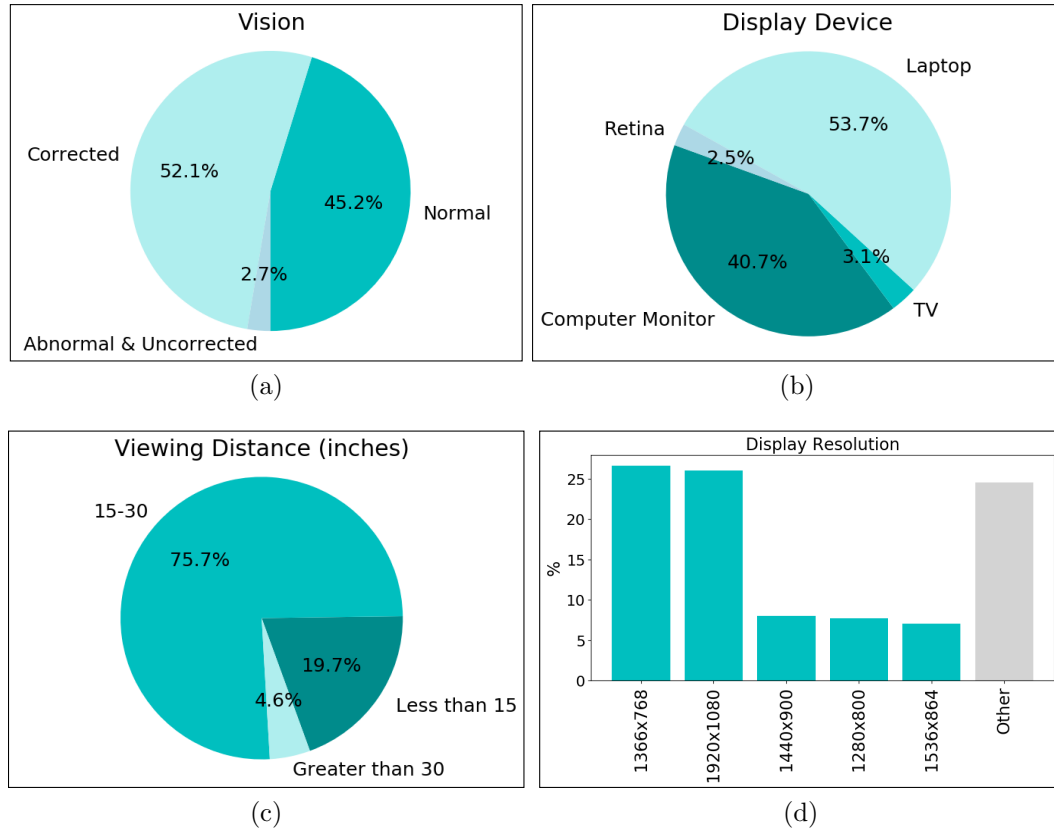 Vision
Corrected
52.1%
45.2%
Normal
2.7%
Abnormal & Uncorrected
(a)
Display Device
Laptop
Retina
53.7%
2.5%
40.7%
3.1%
Computer Monitor
TV
(b)
Viewing Distance (inches)
15-30
75.7%
19.7%
4.6%
Less than 15
Greater than 30
(c)
Display Resolution
%
25
20
15
10
5
0
1366x768
1920x1080
1440x900
1280x800
1536x864
Other
(d)